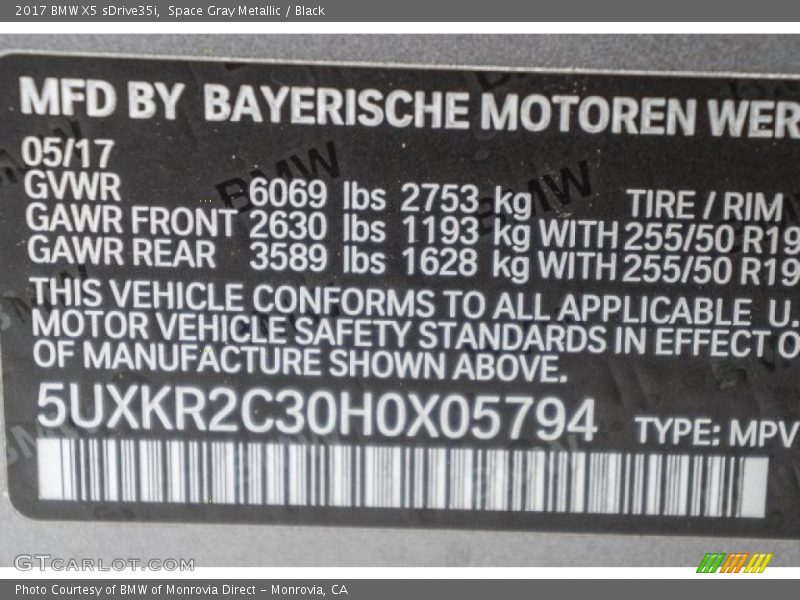 2017 BMW X5 sDrive35i, Space Gray Metallic / Black
MFD BY BAYERISCHE MOTOREN WER
05/17
GVWR 6069 lbs 2753 kg TIRE / RIM
GAWR FRONT 2630 lbs 1193 kg WITH 255/50 R19
GAWR REAR 3589 lbs 1628 kg WITH 255/50 R19
THIS VEHICLE CONFORMS TO ALL APPLICABLE U.
MOTOR VEHICLE SAFETY STANDARDS IN EFFECT O
OF MANUFACTURE SHOWN ABOVE.
5UXKR2C30H0X05794 TYPE: MPV
GTCARLOT.COM
Photo Courtesy of BMW of Monrovia Direct - Monrovia, CA